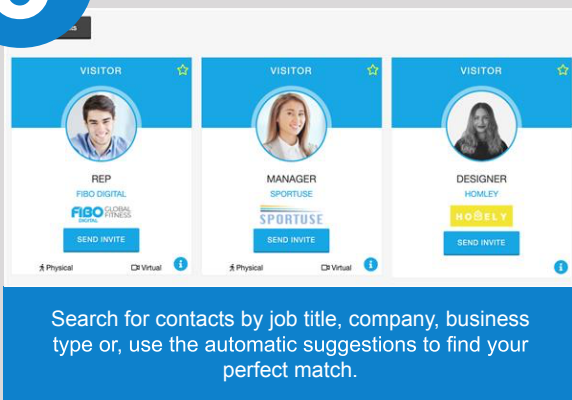 VISITOR
VISITOR
VISITOR
REP
MANAGER
DESIGNER
FIBO DIGITAL
SPORTUSE
HOMLEY
FIBO GLOBAL
DIGITAL FITNESS
SPORTUSE
HOMELY
SEND INVITE
SEND INVITE
SEND INVITE
Physical
Virtual
i
Physical
Virtual
i
i
Search for contacts by job title, company, business
type or, use the automatic suggestions to find your
perfect match.